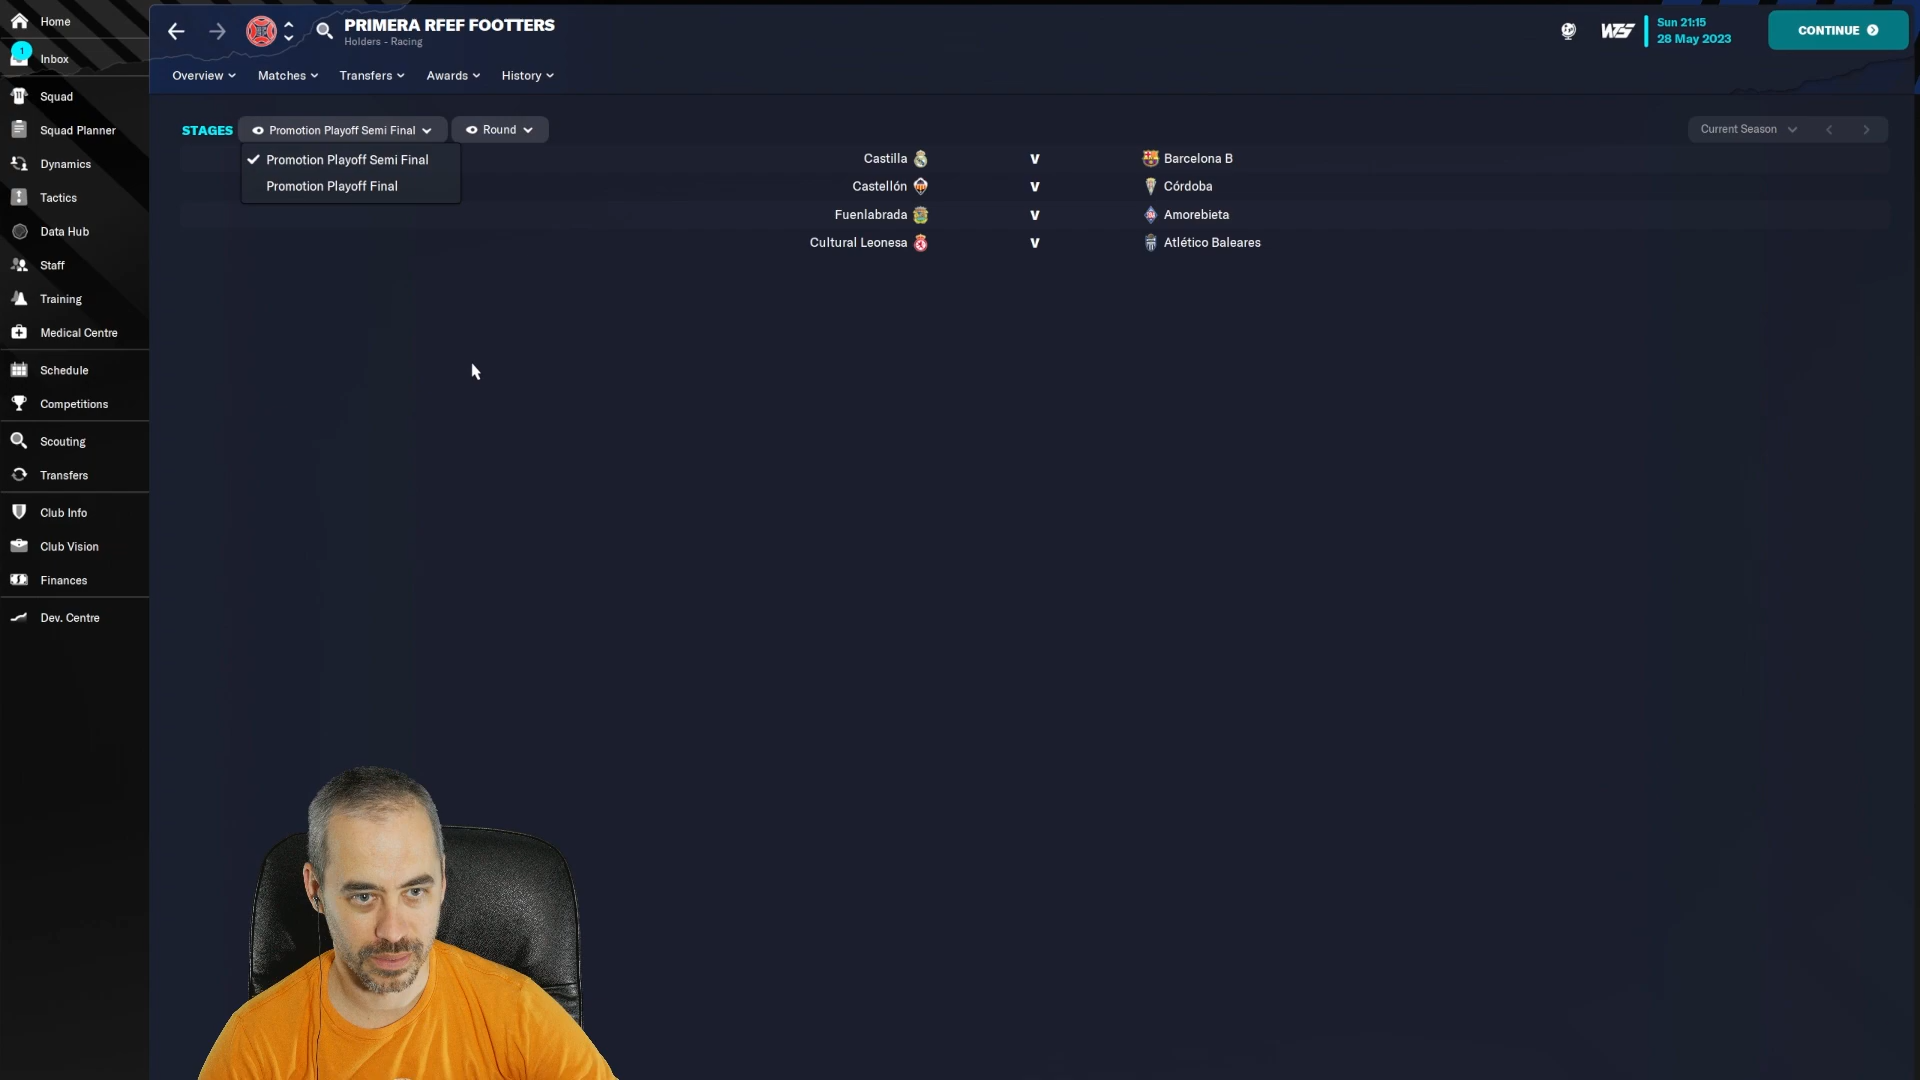 Home
1
Inbox
Squad
Squad Planner
Dynamics
Tactics
Data Hub
Staff
Training
Medical Centre
Schedule
Competitions
Scouting
Transfers
Club Info
Club Vision
Finances
Dev. Centre
PRIMERA RFEF FOOTTERS
Holders - Racing
Sun 21:15
28 May 2023
CONTINUE
Overview Matches Transfers Awards History
STAGES Promotion Playoff Semi Final Round Current Season
Promotion Playoff Semi Final
Promotion Playoff Final
Castilla V Barcelona B
Castellón V Córdoba
Fuenlabrada V Amorebieta
Cultural Leonesa V Atlético Baleares